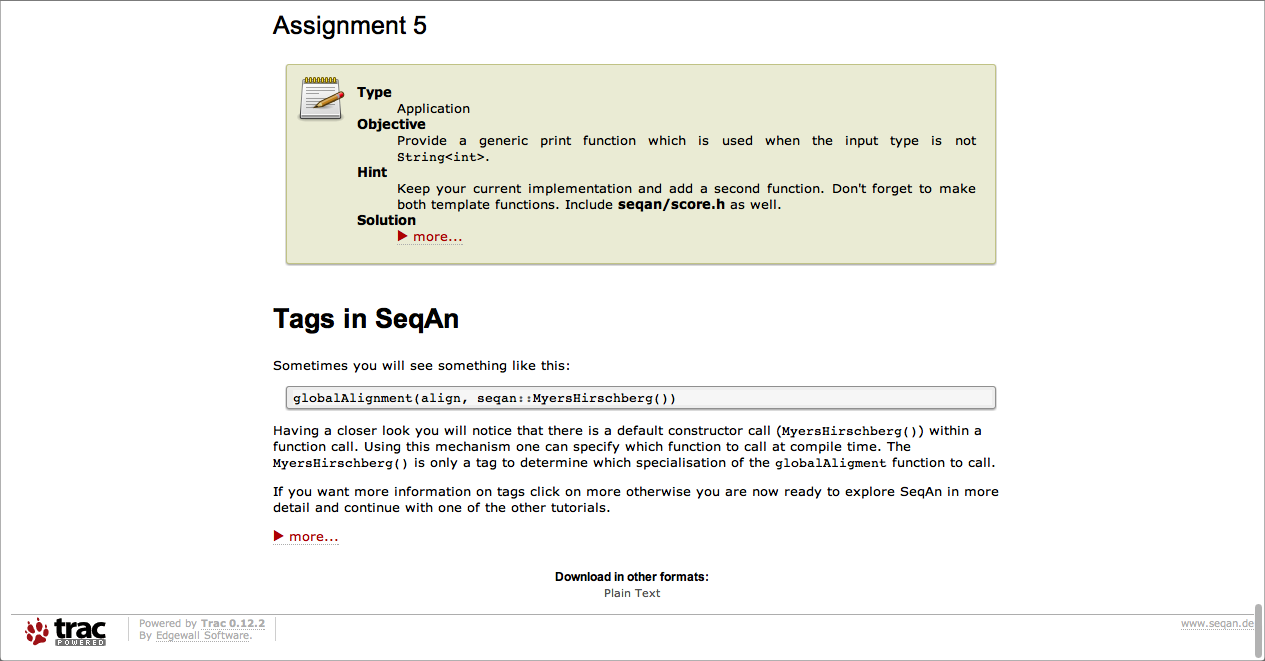 Assignment 5
Type
Application
Objective
Provide a generic print function which is used when the input type is not
String<int>.
Hint
Keep your current implementation and add a second function. Don't forget to make
both template functions. Include seqan/score.h as well.
Solution
more...
Tags in SeqAn
Sometimes you will see something like this:
globalAlignment(align, seqan::MyersHirschberg())
Having a closer look you will notice that there is a default constructor call (MyersHirschberg()) within a
function call. Using this mechanism one can specify which function to call at compile time. The
MyersHirschberg() is only a tag to determine which specialisation of the globalAligment function to call.
If you want more information on tags click on more otherwise you are now ready to explore SeqAn in more
detail and continue with one of the other tutorials.
more...
Download in other formats:
Plain Text
trac
POWERED
Powered by Trac 0.12.2
By Edgewall Software.
www.seqan.de